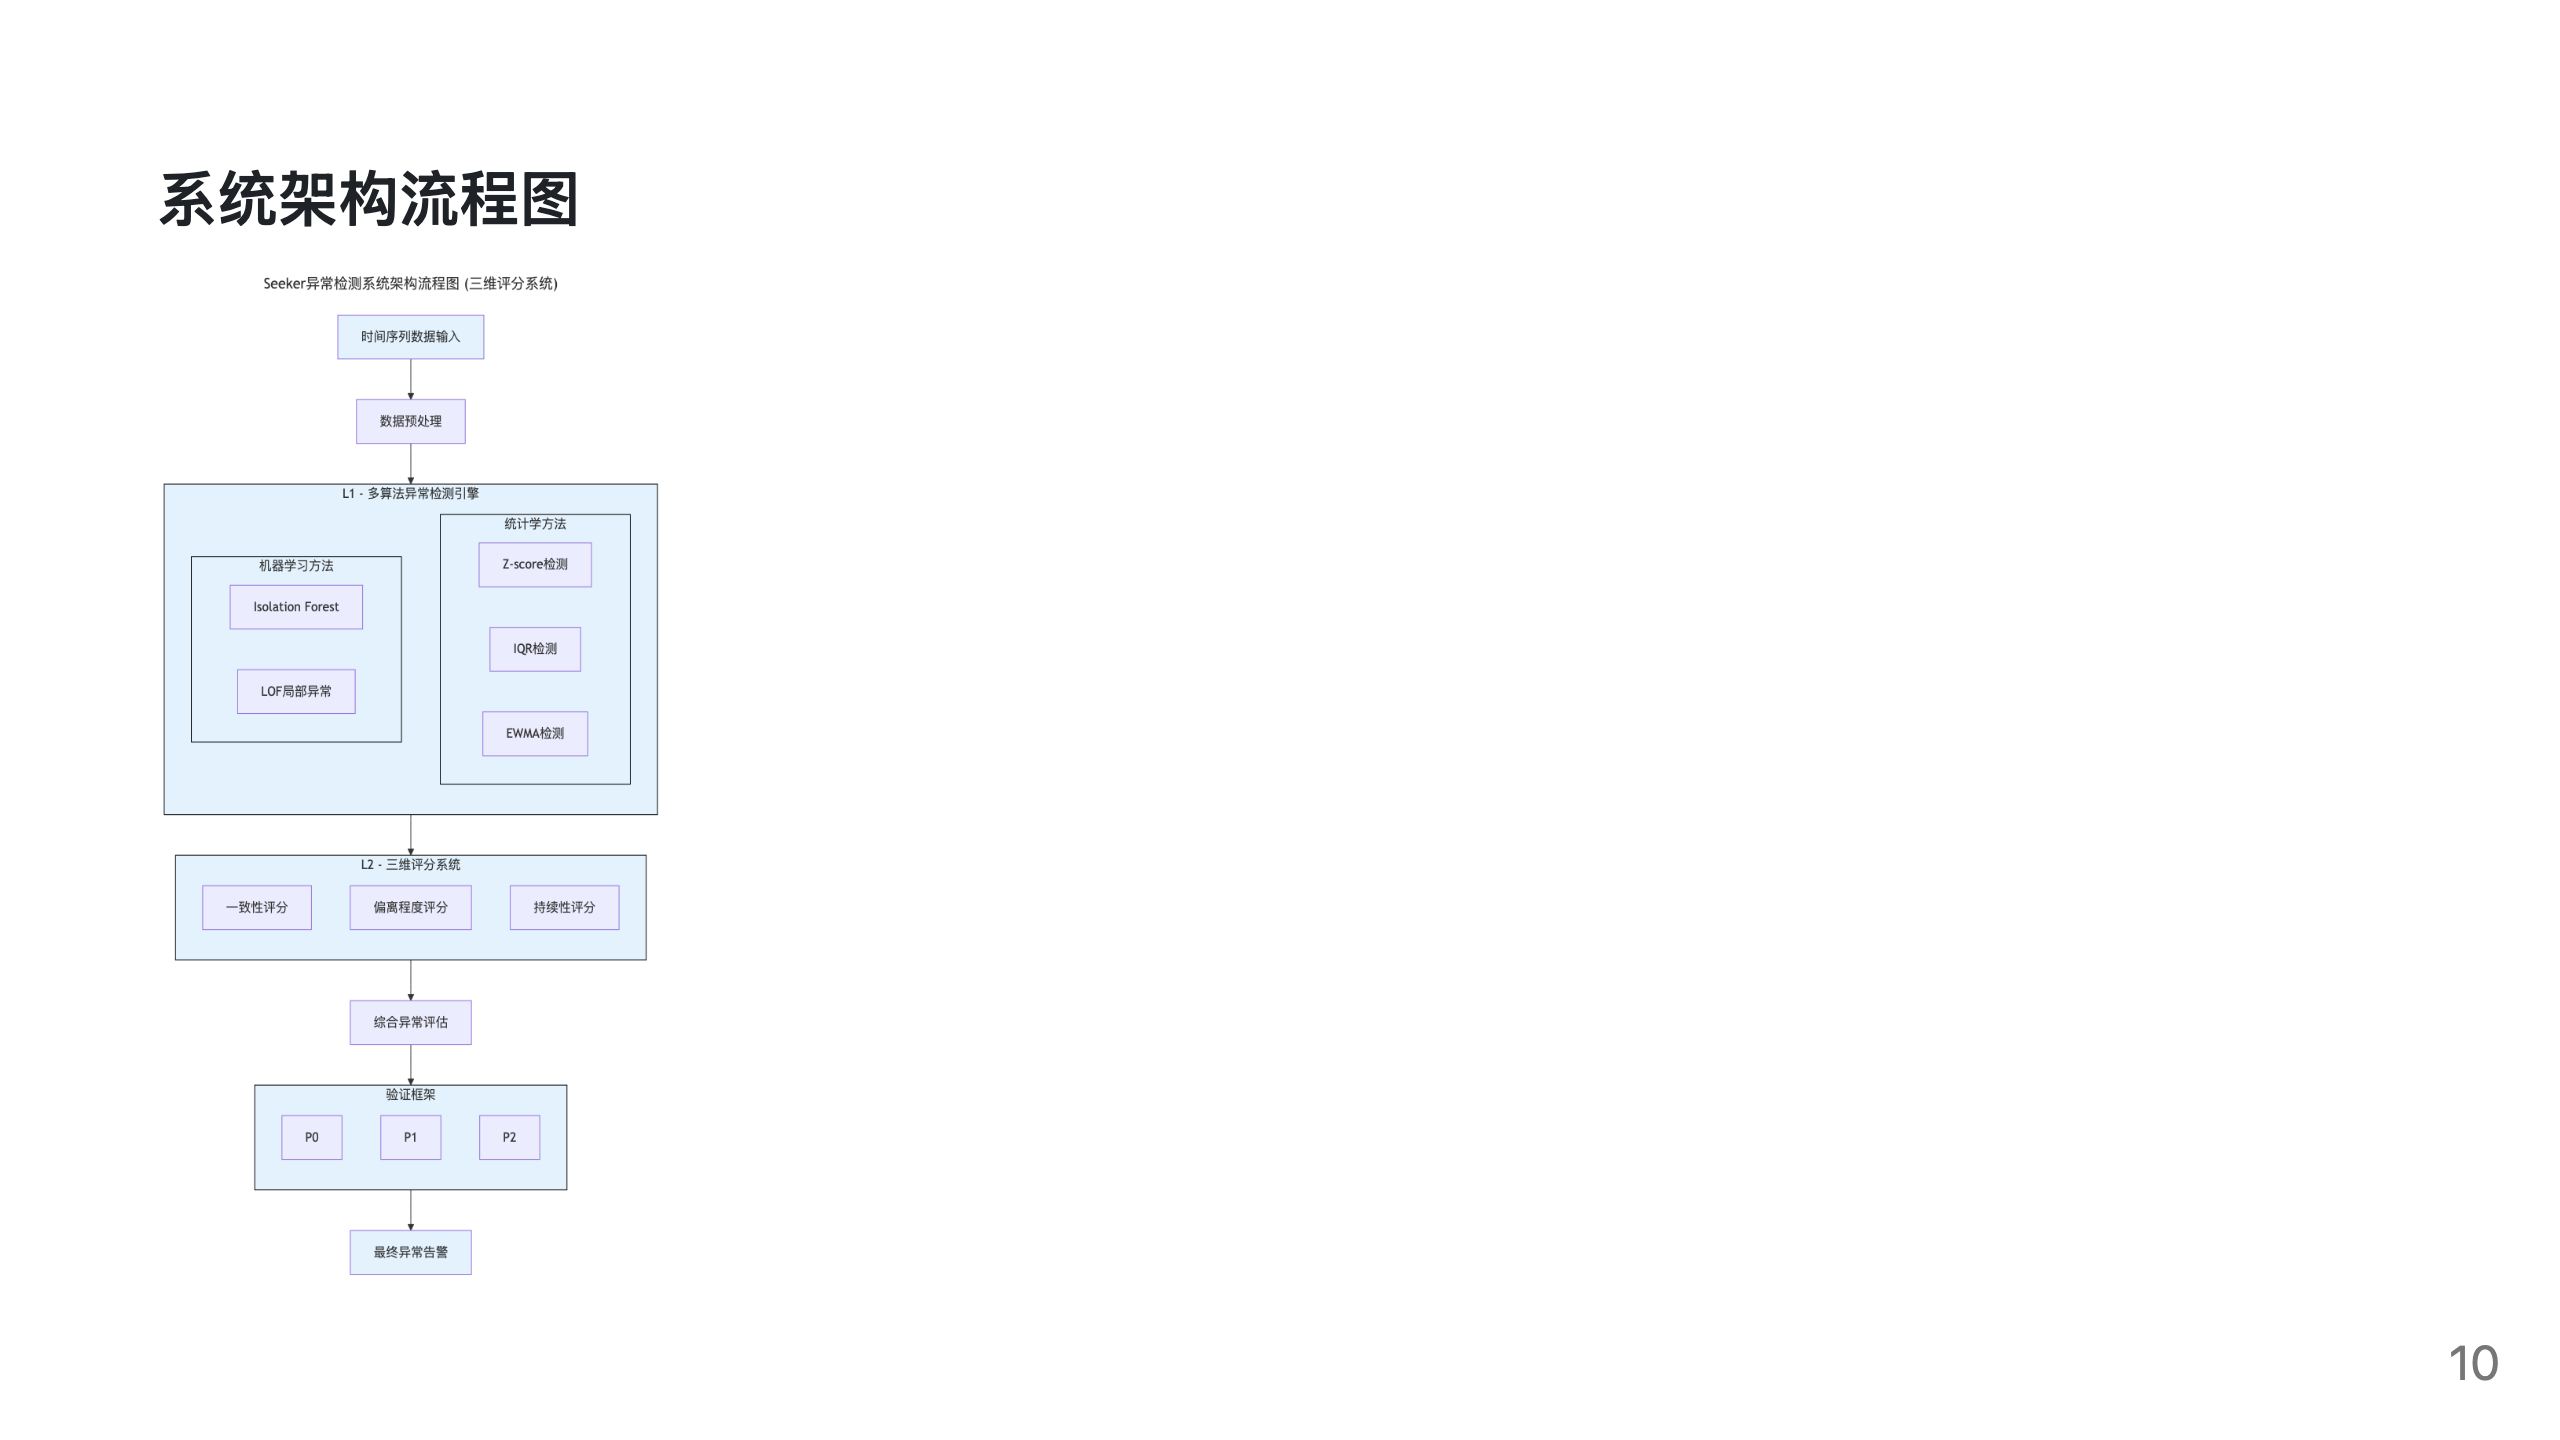 系统架构流程图
Seeker异常检测系统架构流程图 (三维评分系统)
时间序列数据输入
数据预处理
L1 - 多算法异常检测引擎
机器学习方法
Isolation Forest
LOF局部异常
统计学方法
Z-score检测
IQR检测
EWMA检测
L2 - 三维评分系统
一致性评分
偏离程度评分
持续性评分
综合异常评估
验证框架
P0
P1
P2
最终异常告警
10